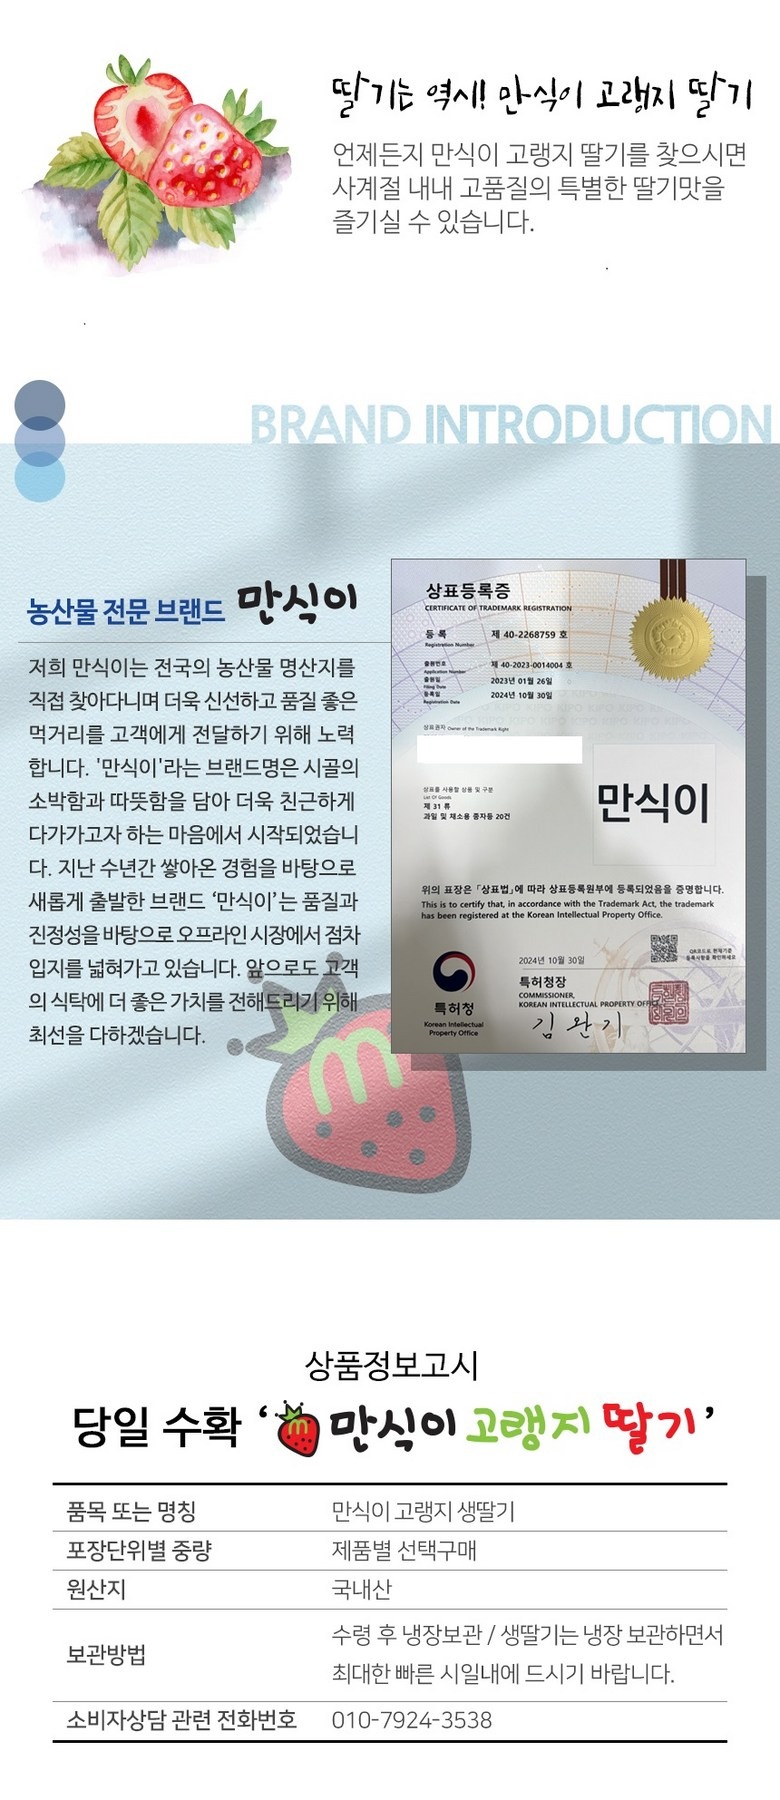 딸기는 역시! 만식이 고랭지 딸기
언제든지 만식이 고랭지 딸기를 찾으시면
사계절 내내 고품질의 특별한 딸기맛을
즐기실 수 있습니다.
BRAND INTRODUCTION
농산물 전문 브랜드 만식이
저희 만식이는 전국의 농산물 명산지를
직접 찾아다니며 더욱 신선하고 품질 좋은
먹거리를 고객에게 전달하기 위해 노력
합니다. '만식이'라는 브랜드명은 시골의
소박함과 따뜻함을 담아 더욱 친근하게
다가가고자 하는 마음에서 시작되었습니
다. 지난 수년간 쌓아온 경험을 바탕으로
새롭게 출발한 브랜드 ‘만식이’는 품질과
진정성을 바탕으로 오프라인 시장에서 점차
입지를 넓혀가고 있습니다. 앞으로도 고객
의 식탁에 더 좋은 가치를 전해드리기 위해
최선을 다하겠습니다.
상표등록증
CERTIFICATE OF TRADEMARK REGISTRATION
등 록 제 40-2268759 호
Registration Number
출원번호 제 40-2023-0014004 호
Application Number
출원일 2023년 01월 26일
Filing Date
등록일 2024년 10월 30일
Registration Date
상표권자 Owner of the Trademark Right
상표를 사용할 상품 및 구분
List Of Goods
제 31 류
과일 및 채소용 종자등 20건
만식이
위의 표장은 「상표법」에 따라 상표등록원부에 등록되었음을 증명합니다.
This is to certify that, in accordance with the Trademark Act, the trademark
has been registered at the Korean Intellectual Property Office.
QR코드로 현재기준
등록사항을 확인하세요
2024년 10월 30일
특허청장
COMMISSIONER,
KOREAN INTELLECTUAL PROPERTY OFFICE
김완기
특허청
Korean Intellectual
Property Office
m
상품정보고시
당일 수확 ‘m 만식이 고랭지 딸기’
품목 또는 명칭 만식이 고랭지 생딸기
포장단위별 중량 제품별 선택구매
원산지 국내산
보관방법 수령 후 냉장보관 / 생딸기는 냉장 보관하면서
최대한 빠른 시일내에 드시기 바랍니다.
소비자상담 관련 전화번호 010-7924-3538